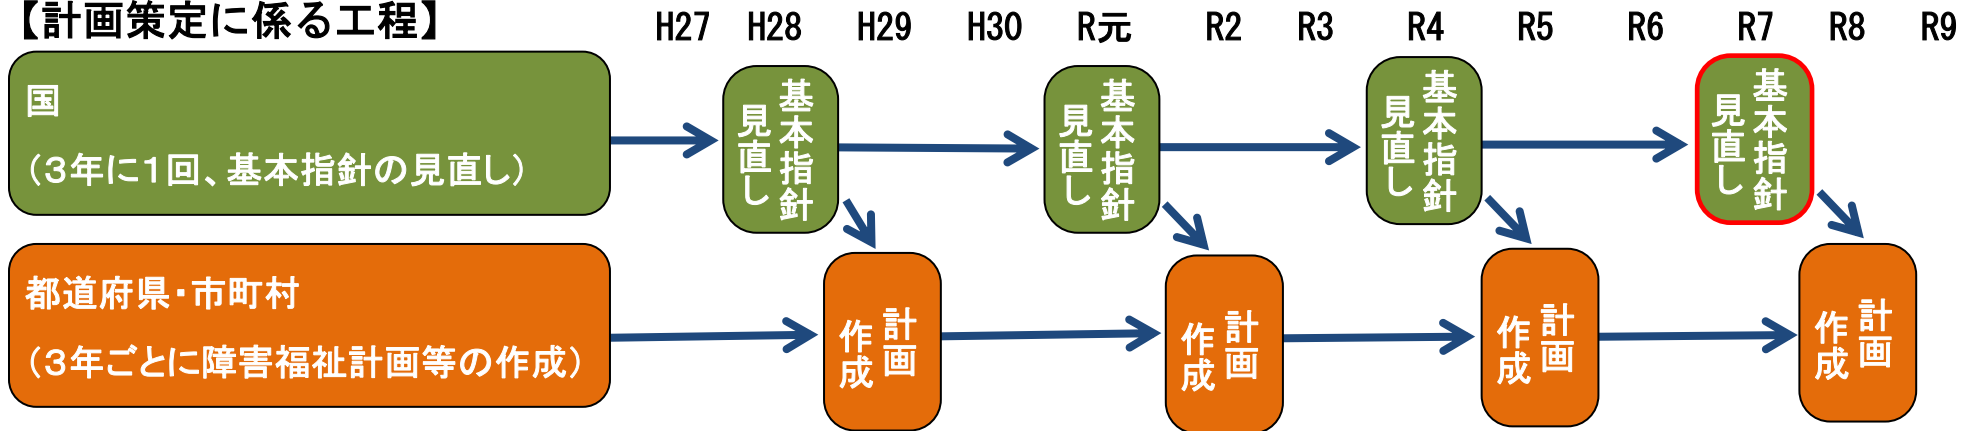 【計画策定に係る工程】
H27 H28 H29 H30 R元 R2 R3 R4 R5 R6 R7 R8 R9
国
（３年に１回、基本指針の見直し）
基本指針
見直し
基本指針
見直し
基本指針
見直し
基本指針
見直し
都道府県・市町村
（３年ごとに障害福祉計画等の作成）
計画
作成
計画
作成
計画
作成
計画
作成